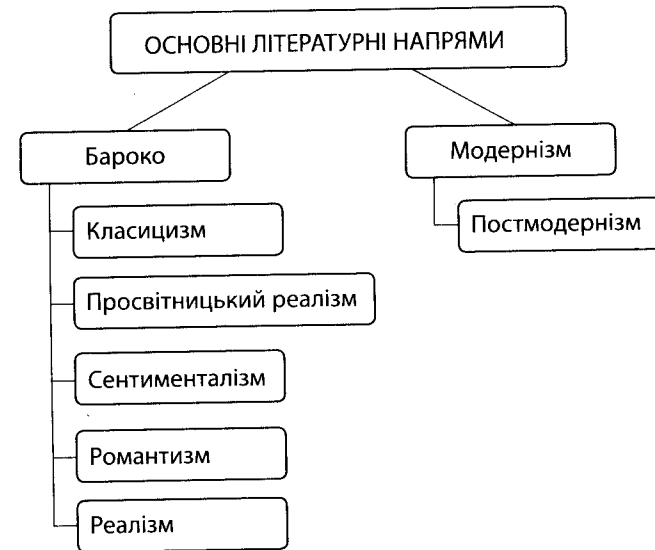 ОСНОВНІ ЛІТЕРАТУРНІ НАПРЯМИ
Бароко
Класицизм
Просвітницький реалізм
Сентименталізм
Романтизм
Реалізм
Модернізм
Постмодернізм